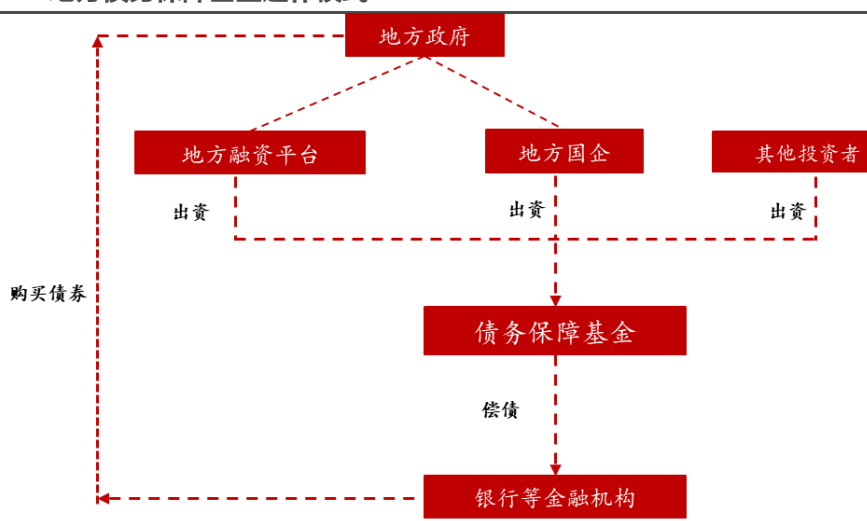 地方政府
地方融资平台
地方国企
其他投资者
出资
出资
出资
购买债券
债务保障基金
偿债
银行等金融机构